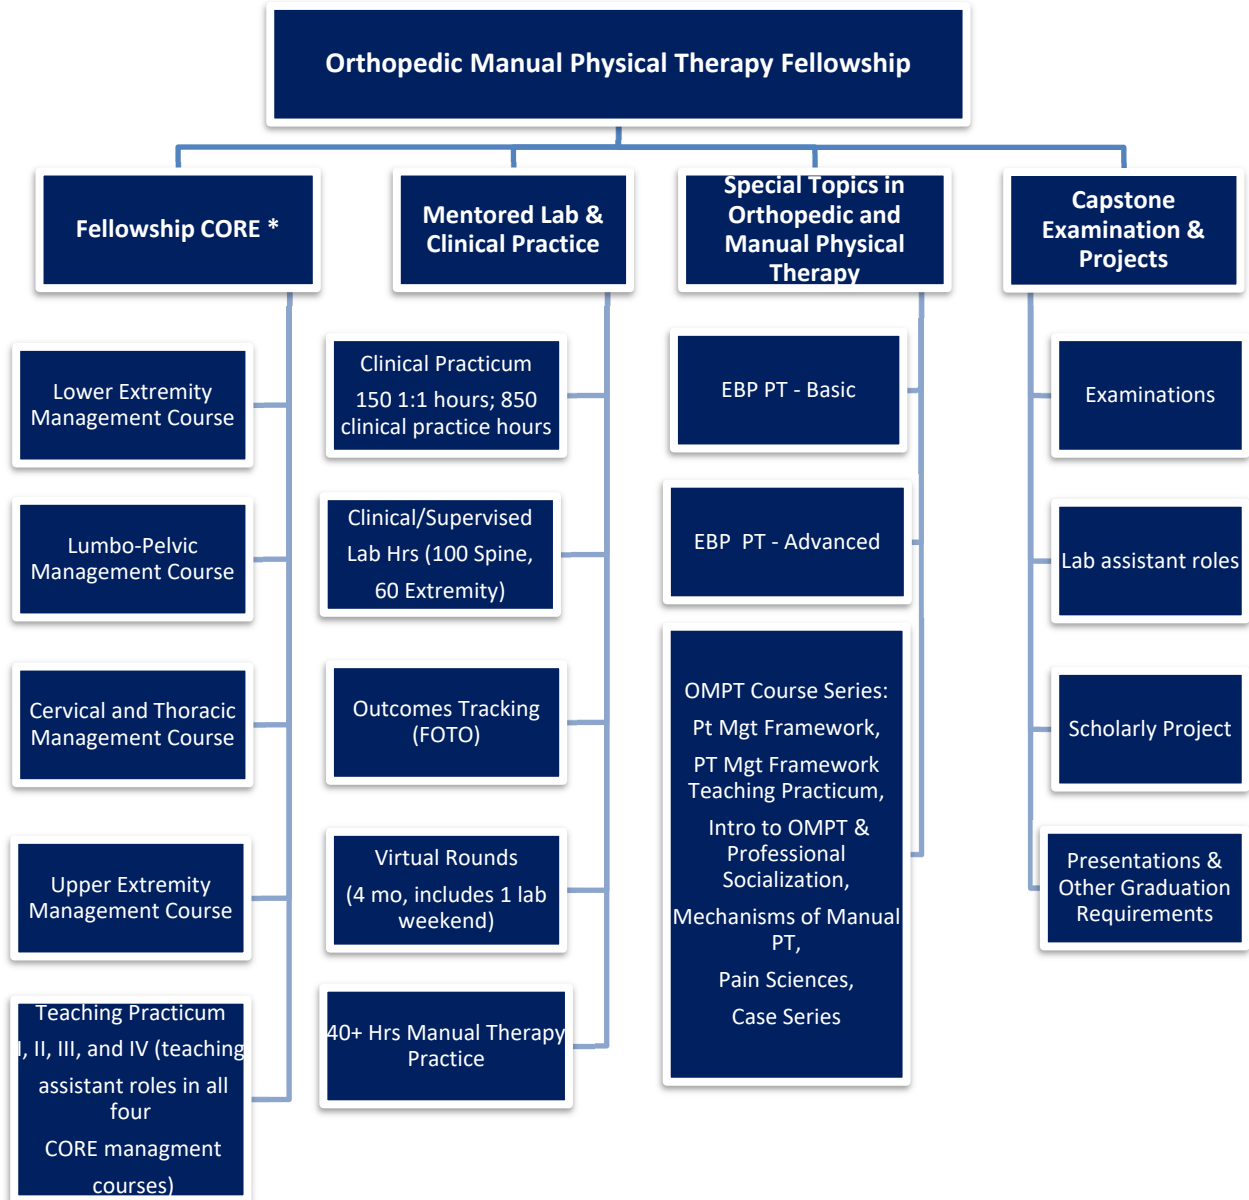 Orthopedic Manual Physical Therapy Fellowship
Fellowship CORE *
Lower Extremity
Management Course
Lumbo-Pelvic
Management Course
Cervical and Thoracic
Management Course
Upper Extremity
Management Course
Teaching Practicum
I, II, III, and IV (teaching
assistant roles in all
four
CORE managment
courses)
Mentored Lab &
Clinical Practice
Clinical Practicum
150 1:1 hours; 850
clinical practice hours
Clinical/Supervised
Lab Hrs (100 Spine,
60 Extremity)
Outcomes Tracking
(FOTO)
Virtual Rounds
(4 mo, includes 1 lab
weekend)
40+ Hrs Manual Therapy
Practice
Special Topics in
Orthopedic and
Manual Physical
Therapy
EBP PT - Basic
EBP  PT - Advanced
OMPT Course Series:
Pt Mgt Framework,
PT Mgt Framework
Teaching Practicum,
Intro to OMPT &
Professional
Socialization,
Mechanisms of Manual
PT,
Pain Sciences,
Case Series
Capstone
Examination &
Projects
Examinations
Lab assistant roles
Scholarly Project
Presentations &
Other Graduation
Requirements